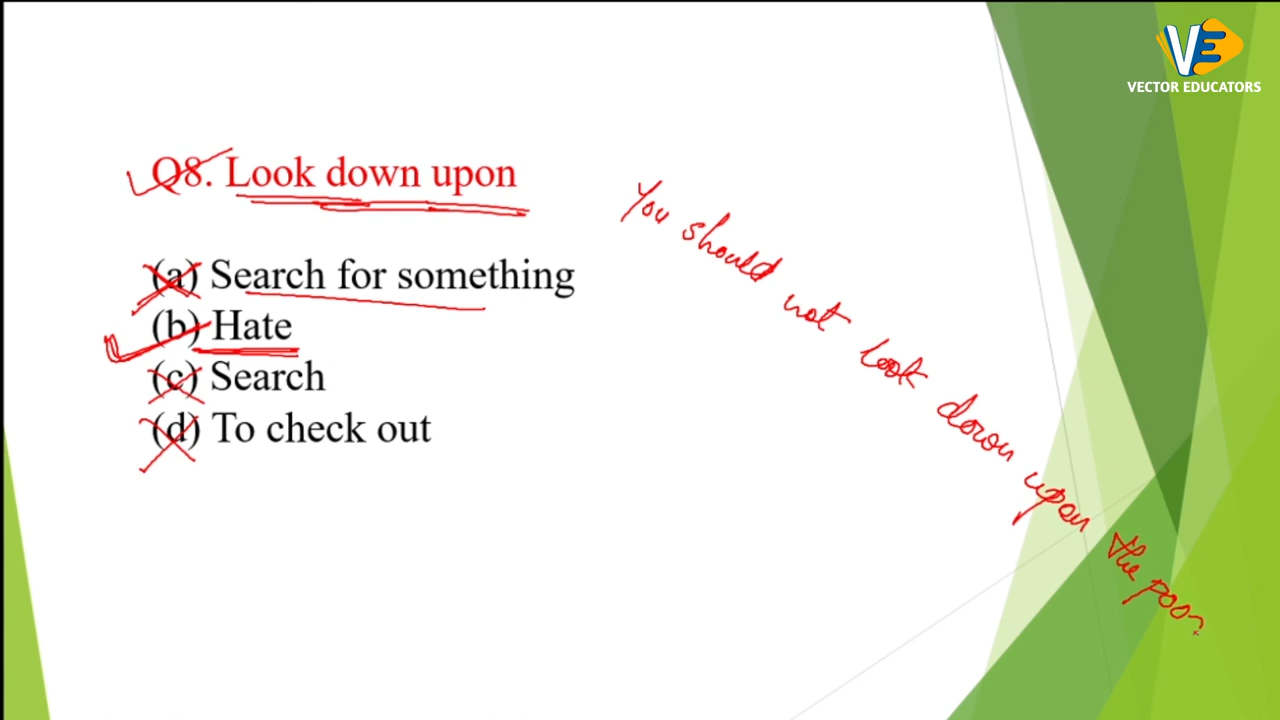 VE
VECTOR EDUCATORS
Q8. Look down upon
(a) Search for something
(b) Hate
(c) Search
(d) To check out
You should not look down upon the poor